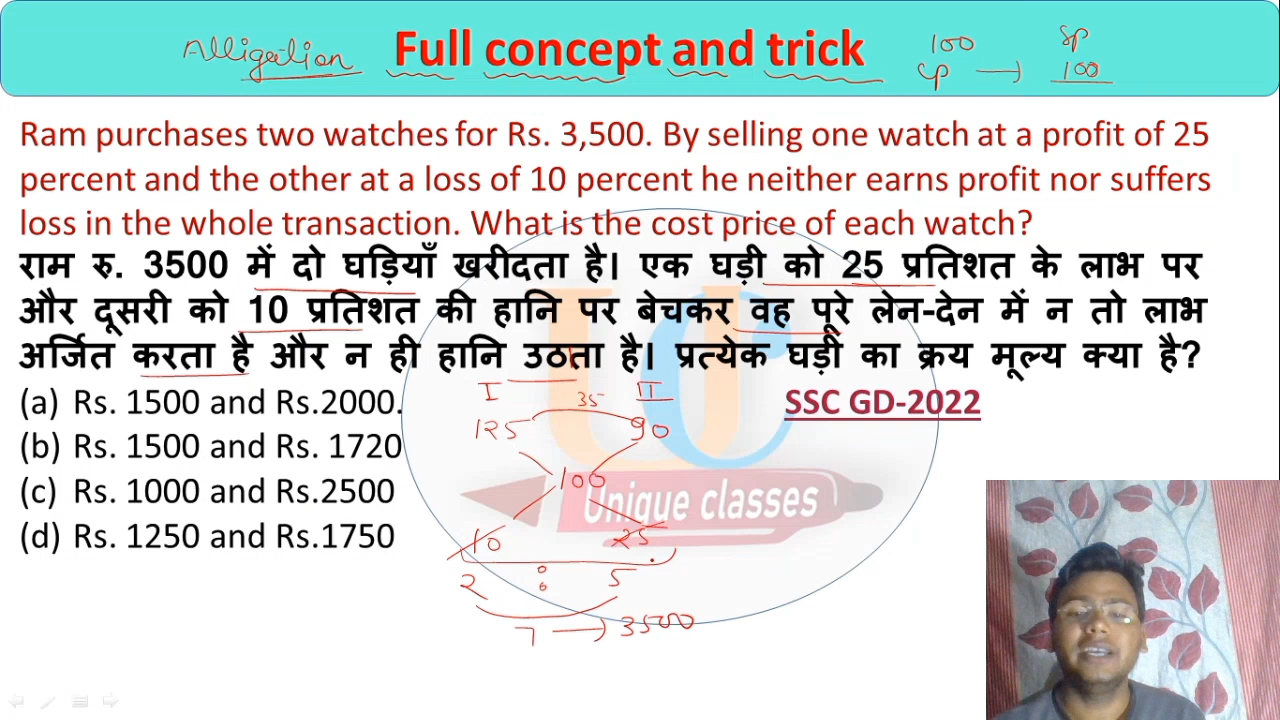 Alligation
Full concept and trick
100 SP
CP → 100
Ram purchases two watches for Rs. 3,500. By selling one watch at a profit of 25
percent and the other at a loss of 10 percent he neither earns profit nor suffers
loss in the whole transaction. What is the cost price of each watch?
राम रु. 3500 में दो घड़ियाँ खरीदता है। एक घड़ी को 25 प्रतिशत के लाभ पर
और दूसरी को 10 प्रतिशत की हानि पर बेचकर वह पूरे लेन-देन में न तो लाभ
अर्जित करता है और न ही हानि उठता है। प्रत्येक घड़ी का क्रय मूल्य क्या है?
(a) Rs. 1500 and Rs.2000.
(b) Rs. 1500 and Rs. 1720
(c) Rs. 1000 and Rs.2500
(d) Rs. 1250 and Rs.1750
SSC GD-2022
I 35 II
125 90
100
Unique classes
10 25
2 : 5
7 → 3500